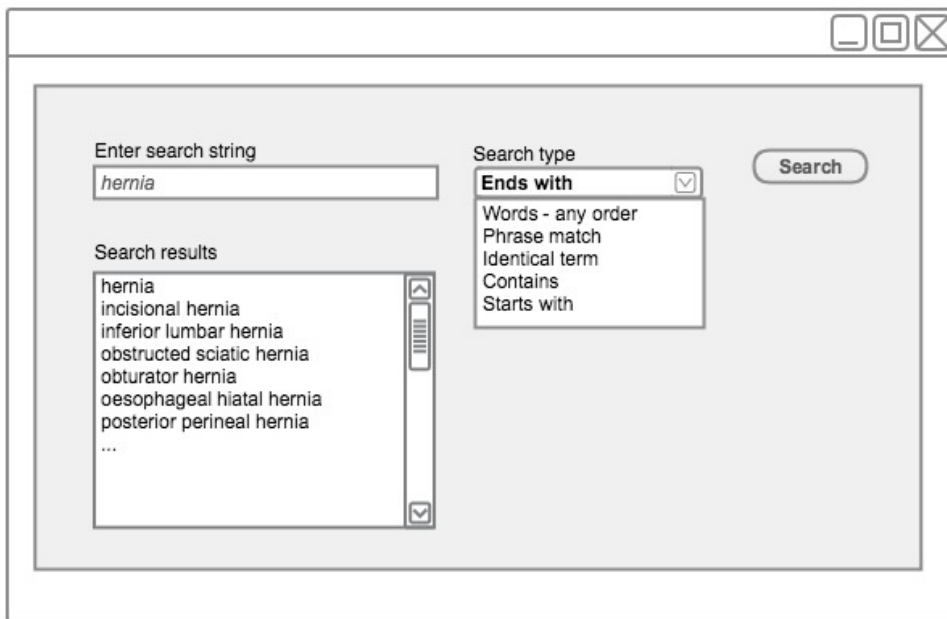 Enter search string
hernia
Search type
Ends with
Words - any order
Phrase match
Identical term
Contains
Starts with
Search
Search results
hernia
incisional hernia
inferior lumbar hernia
obstructed sciatic hernia
obturator hernia
oesophageal hiatal hernia
posterior perineal hernia
...